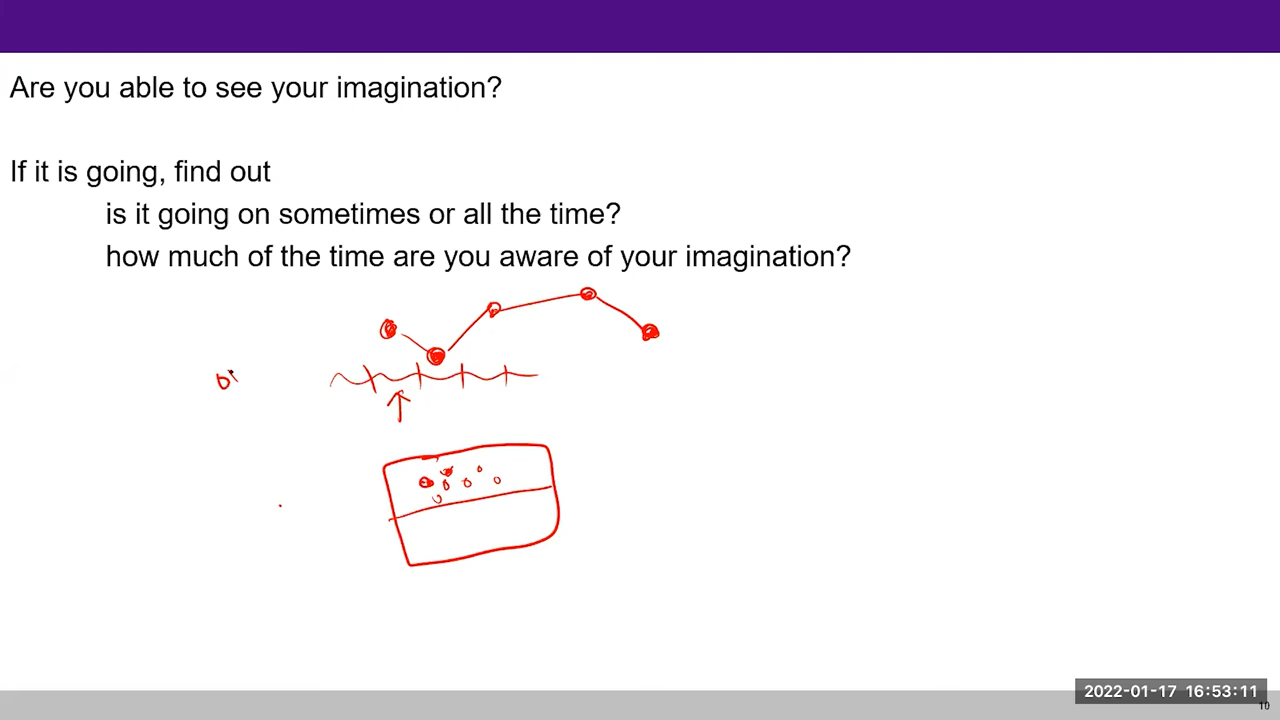 Are you able to see your imagination?
If it is going, find out
is it going on sometimes or all the time?
how much of the time are you aware of your imagination?
2022-01-17 16:53:11
10